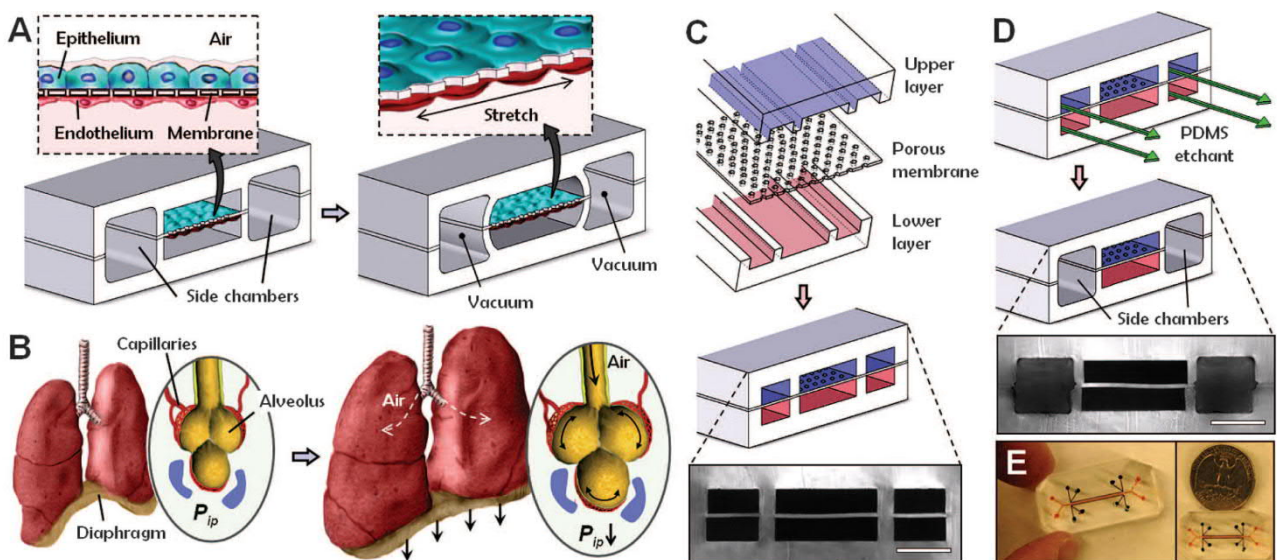 A
Epithelium
Air
Endothelium
Membrane
Side chambers
Stretch
Vacuum
Vacuum
B
Capillaries
Alveolus
Diaphragm
Pip
Air
Air
Pip↓
C
Upper
layer
Porous
membrane
Lower
layer
D
PDMS
etchant
Side chambers
E